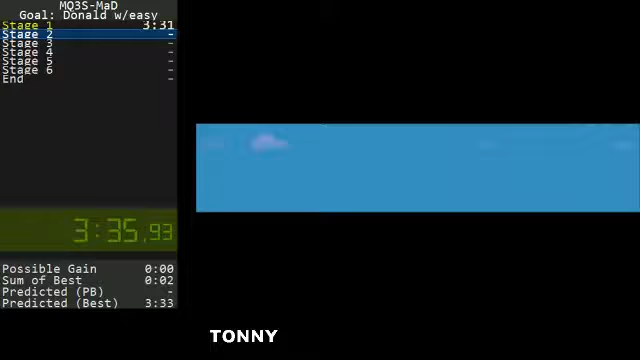 MQ3S-MaD
Goal: Donald w/easy
Stage 1 3:31
Stage 2 -
Stage 3 -
Stage 4 -
Stage 5 -
Stage 6 -
End -
3:35.93
Possible Gain 0:00
Sum of Best 0:02
Predicted (PB) -
Predicted (Best) 3:33
TONNY